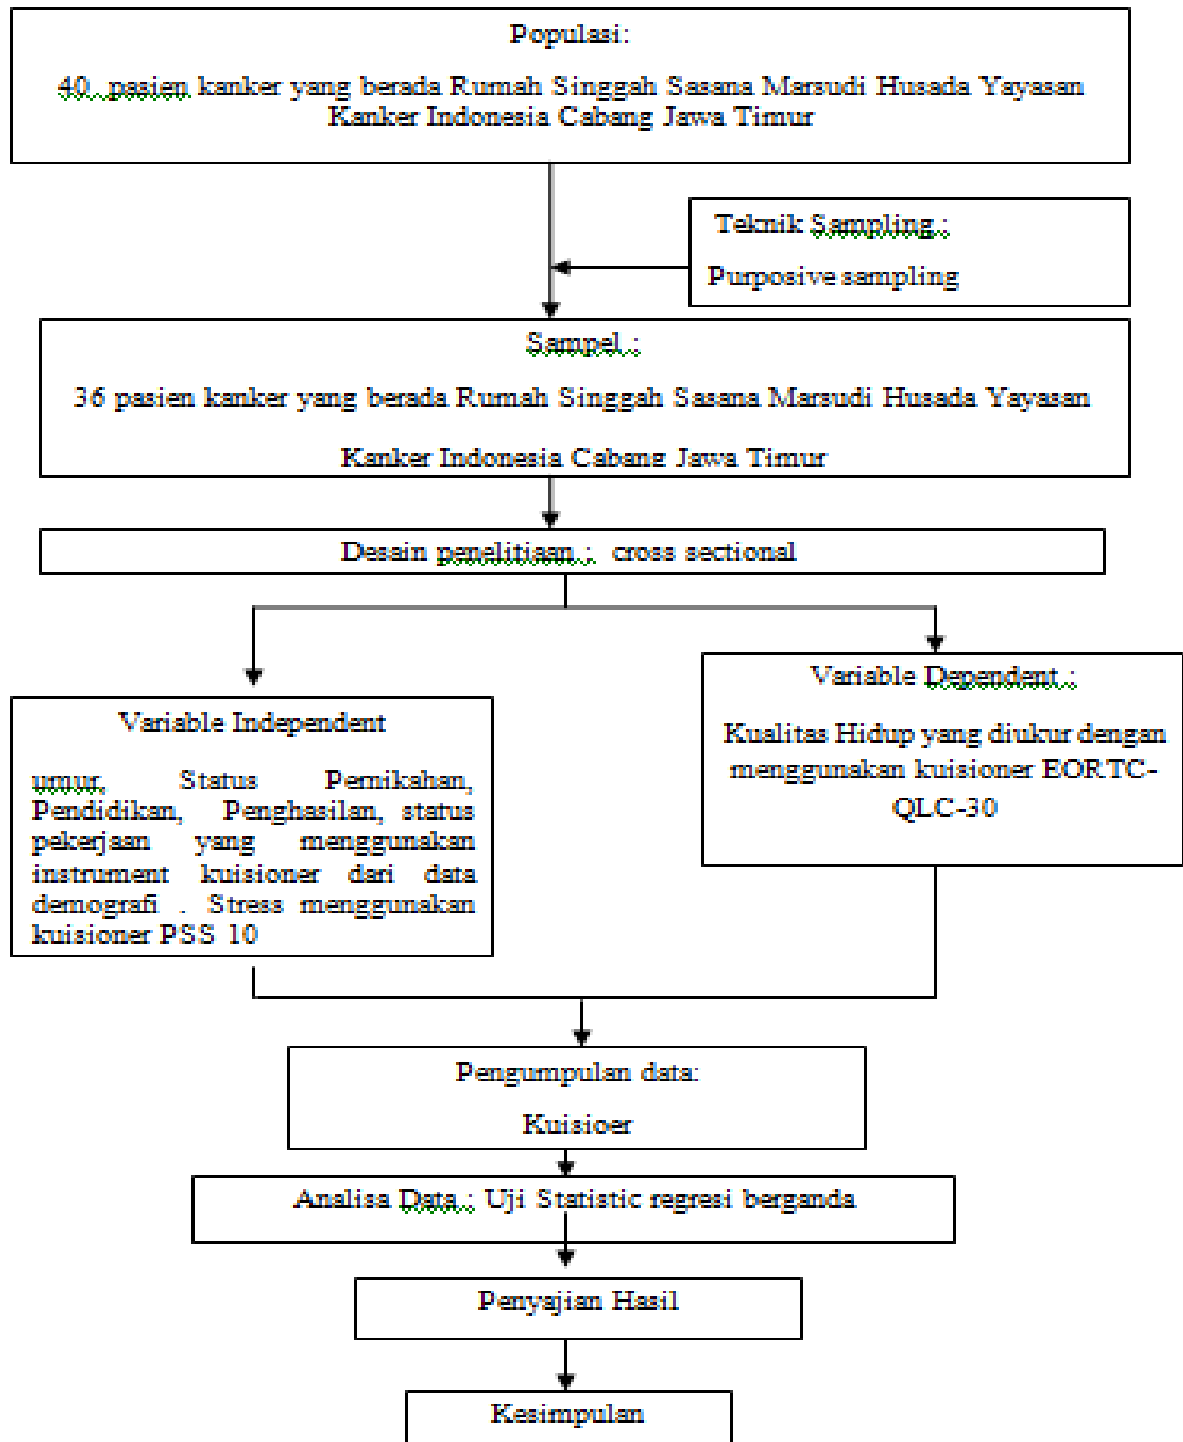 Populasi:
40 pasien kanker yang berada Rumah Singgah Sasana Marsudi Husada Yayasan
Kanker Indonesia Cabang Jawa Timur
Teknik Sampling :
Purposive sampling
Sampel :
36 pasien kanker yang berada Rumah Singgah Sasana Marsudi Husada Yayasan
Kanker Indonesia Cabang Jawa Timur
Desain penelitiaan : cross sectional
Variable Independent
umur, Status Pernikahan,
Pendidikan, Penghasilan, status
pekerjaan yang menggunakan
instrument kuisioner dari data
demografi . Stress menggunakan
kuisioner PSS 10
Variable Dependent :
Kualitas Hidup yang diukur dengan
menggunakan kuisioner EORTC-
QLC-30
Pengumpulan data:
Kuisioer
Analisa Data : Uji Statistic regresi berganda
Penyajian Hasil
Kesimpulan